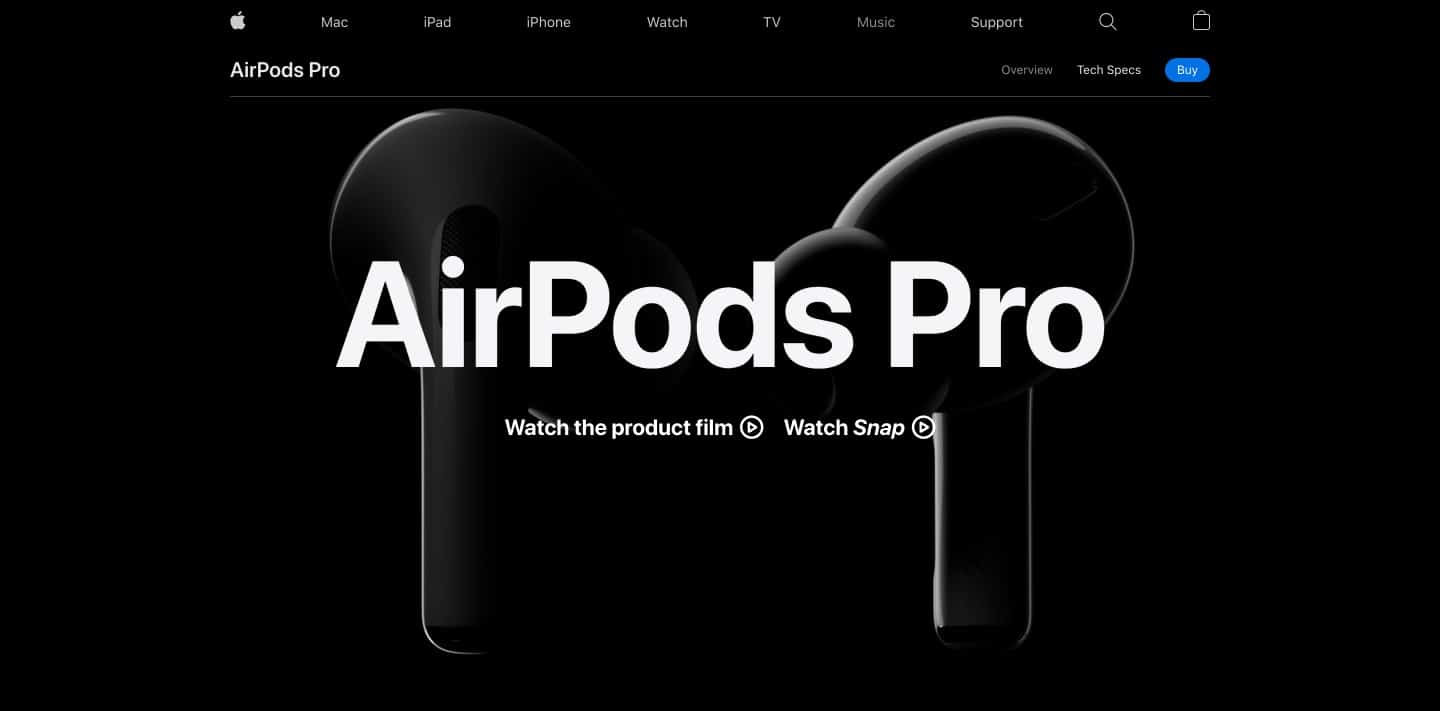 Mac iPad iPhone Watch TV Music Support
AirPods Pro Overview Tech Specs Buy
AirPods Pro
Watch the product film Watch Snap